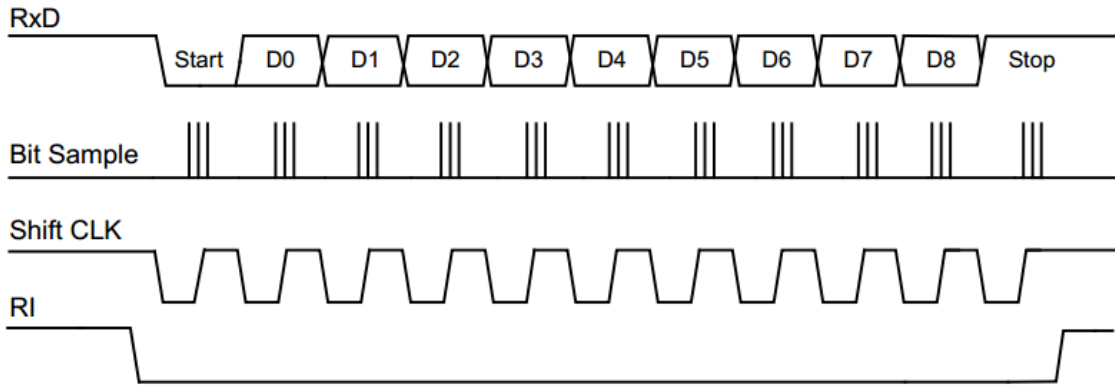 RxD
Start D0 D1 D2 D3 D4 D5 D6 D7 D8 Stop
Bit Sample
Shift CLK
RI